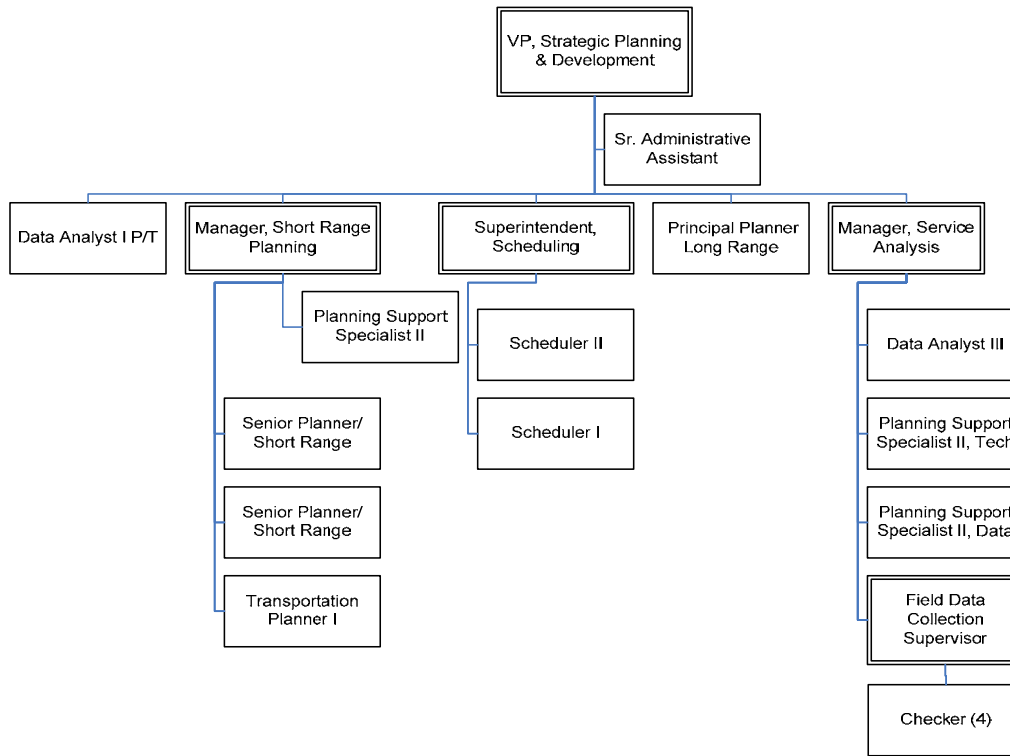 VP, Strategic Planning
& Development
Sr. Administrative
Assistant
Data Analyst I P/T
Manager, Short Range
Planning
Superintendent,
Scheduling
Principal Planner
Long Range
Manager, Service
Analysis
Planning Support
Specialist II
Scheduler II
Data Analyst III
Senior Planner/
Short Range
Scheduler I
Planning Support
Specialist II, Tech
Senior Planner/
Short Range
Planning Support
Specialist II, Data
Transportation
Planner I
Field Data
Collection
Supervisor
Checker (4)